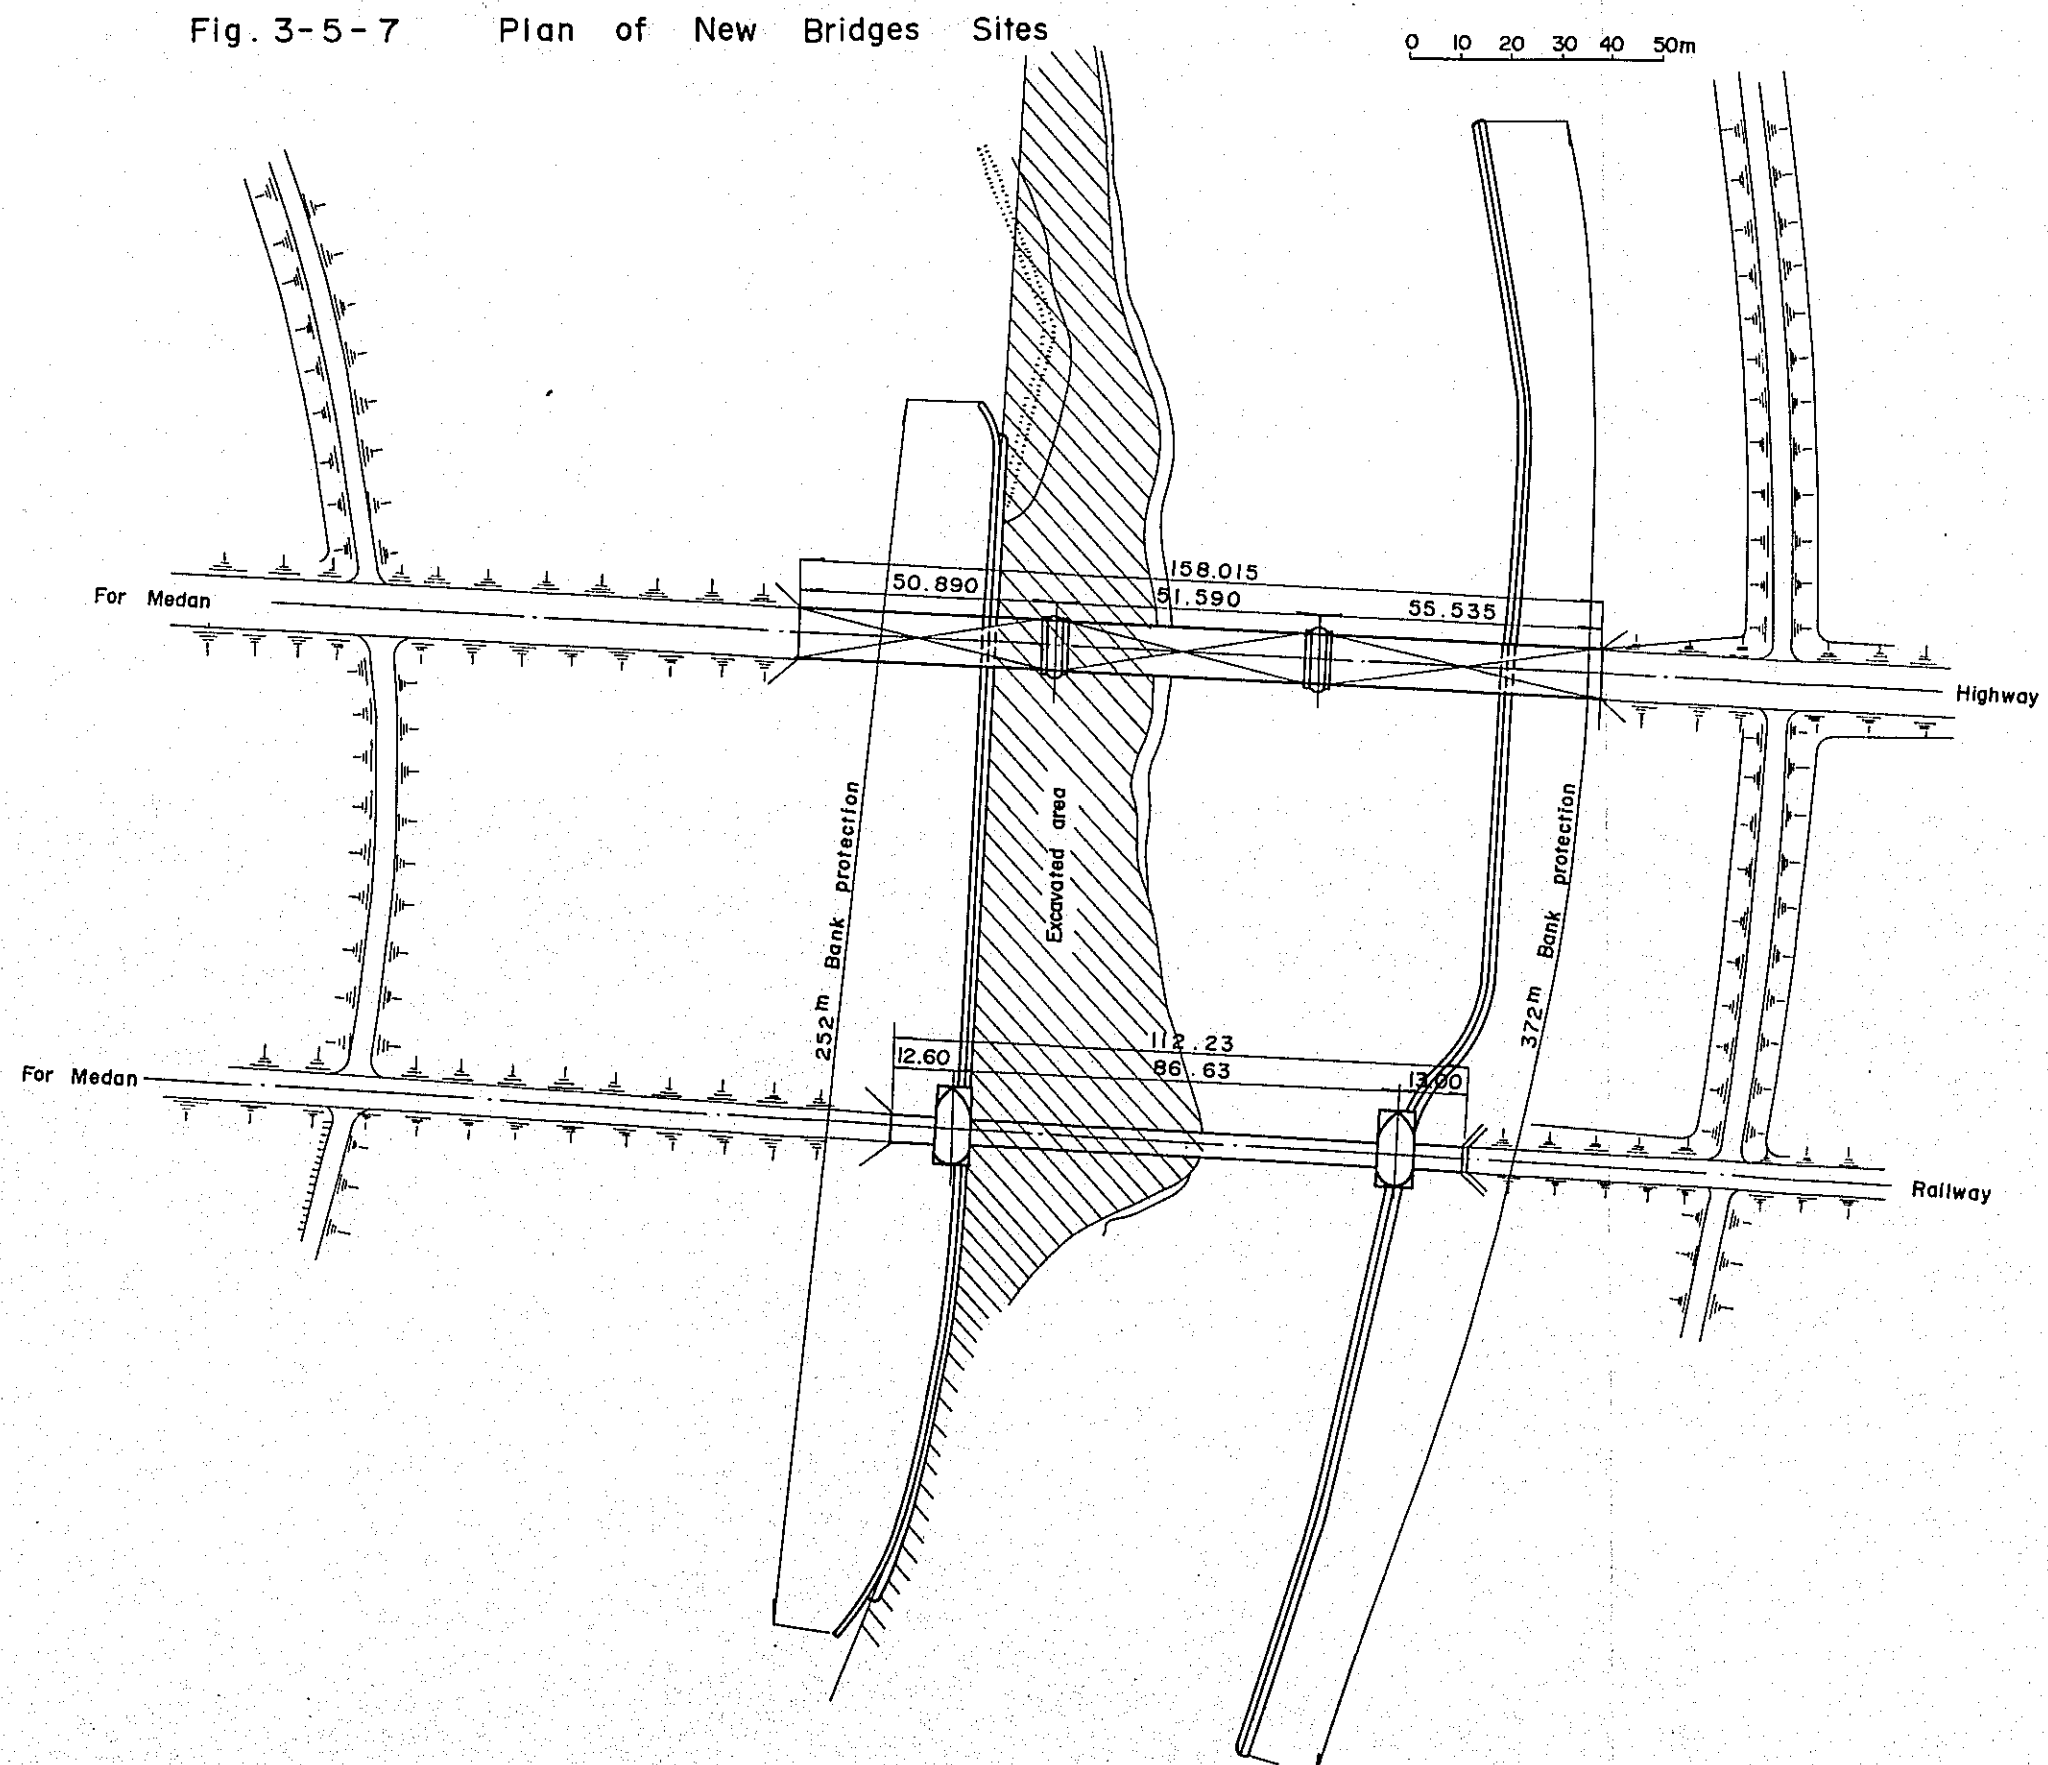 Fig. 3-5-7 Plan of New Bridges Sites
0 10 20 30 40 50m
158.015
50.890 51.590 55.535
For Medan
Highway
252m Bank protection
Excavated area
372m Bank protection
112.23
12.60 86.63 13.00
For Medan
Railway